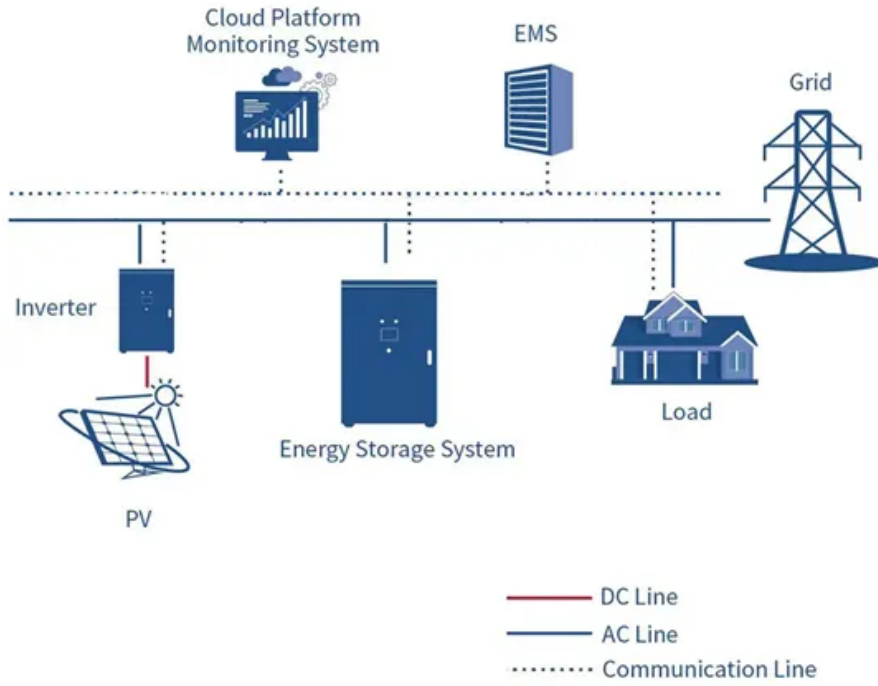 Cloud Platform
Monitoring System
EMS
Grid
Inverter
Load
Energy Storage System
PV
DC Line
AC Line
Communication Line